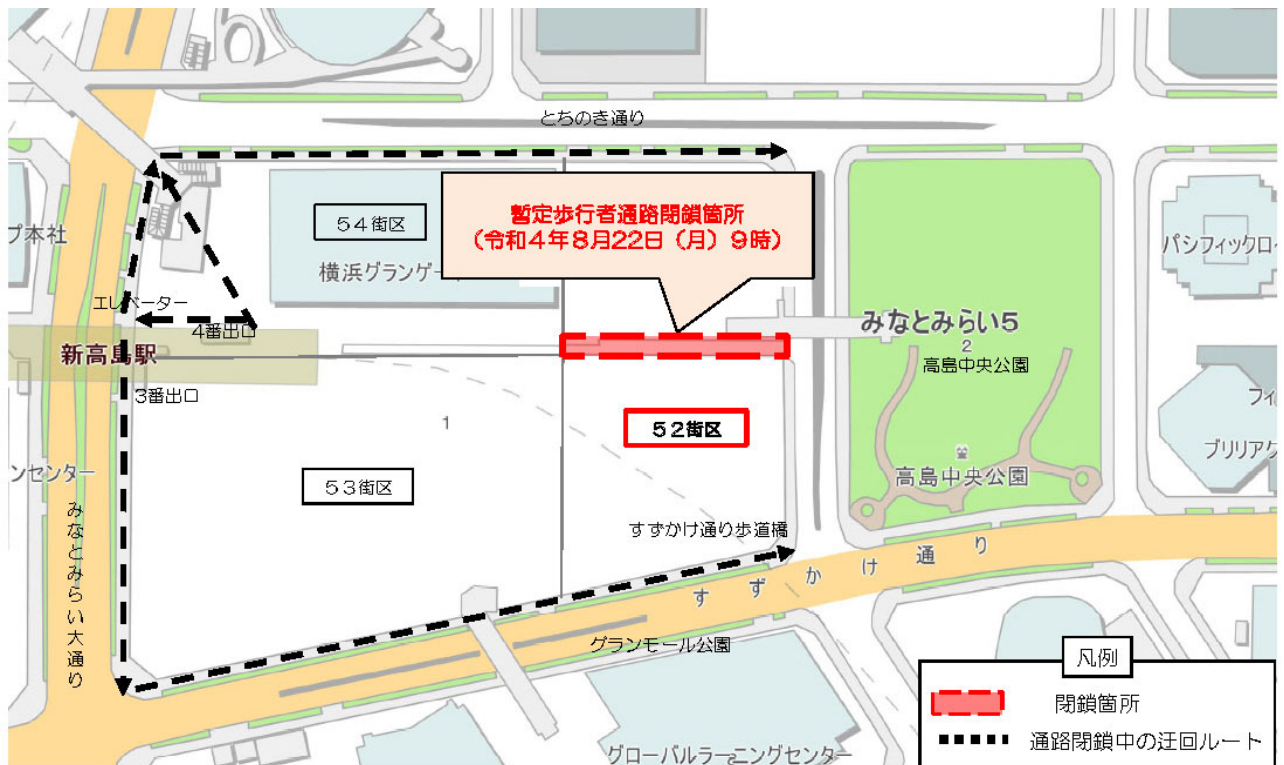 とちのき通り
プ本社
54街区
横浜グランゲー
暫定歩行者通路閉鎖箇所
(令和4年8月22日(月)9時)
パシフィックロイ
エレベーター
4番出口
新高島駅
3番出口
みなとみらい5
2
高島中央公園
1
52街区
フィ
ブリリアグ
ンセンター
53街区
高島中央公園
みなとみらい大通り
すずかけ通り歩道橋
すずかけ通り
グランモール公園
グローバルラーニングセンター
凡例
閉鎖箇所
通路閉鎖中の迂回ルート